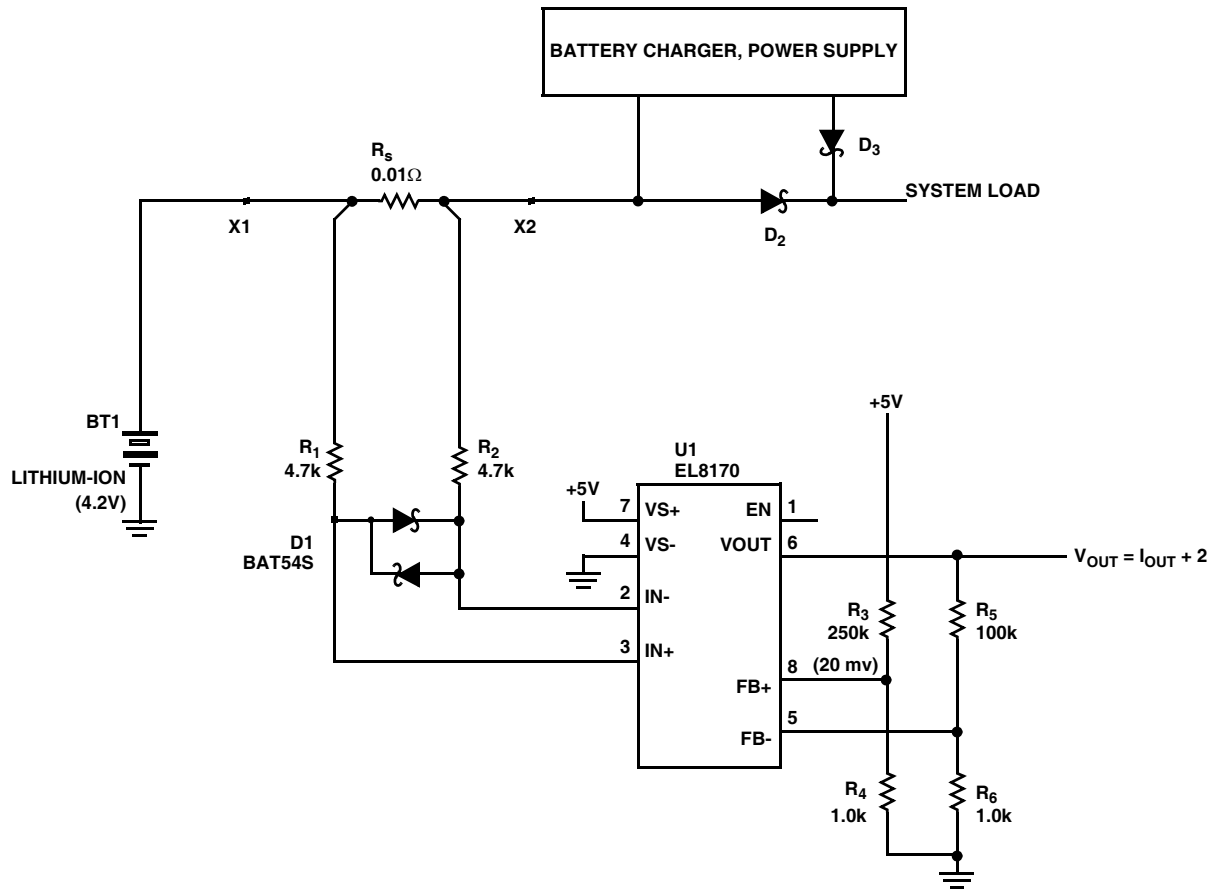 BATTERY CHARGER, POWER SUPPLY
D3
Rs
0.01Ω
SYSTEM LOAD
X1
X2
D2
+5V
BT1
LITHIUM-ION
(4.2V)
R1
4.7k
R2
4.7k
U1
EL8170
+5V
7
VS+
EN
1
4
VS-
VOUT
6
VOUT = IOUT + 2
D1
BAT54S
2
IN-
3
IN+
R3
250k
R5
100k
8
(20 mv)
FB+
5
FB-
R4
1.0k
R6
1.0k